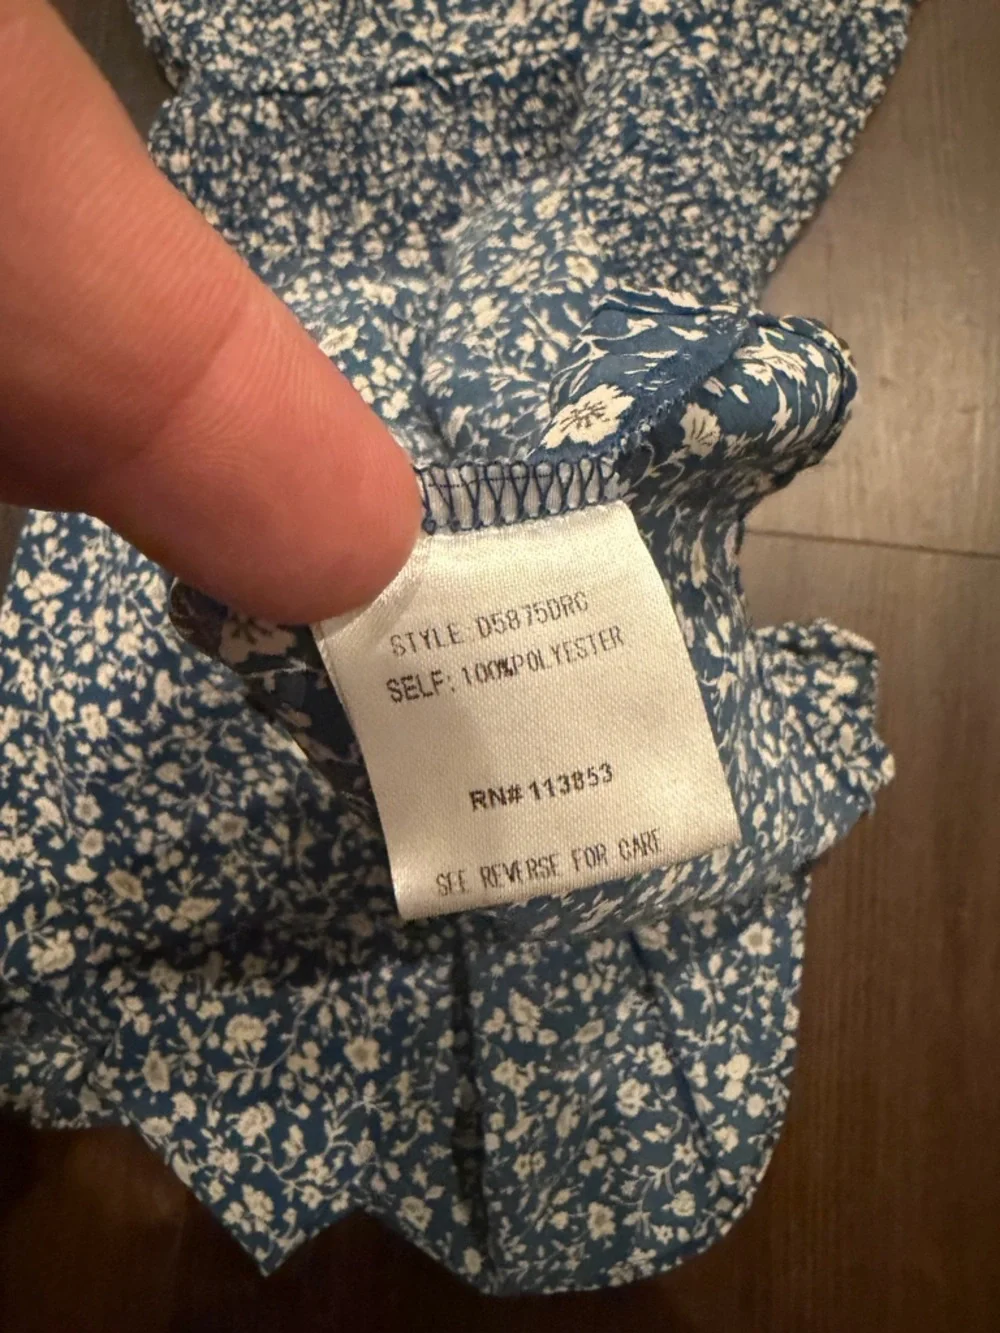 STYLE: D5875DRC
SELF: 100%POLYESTER
RN# 113853
SEE REVERSE FOR CARE